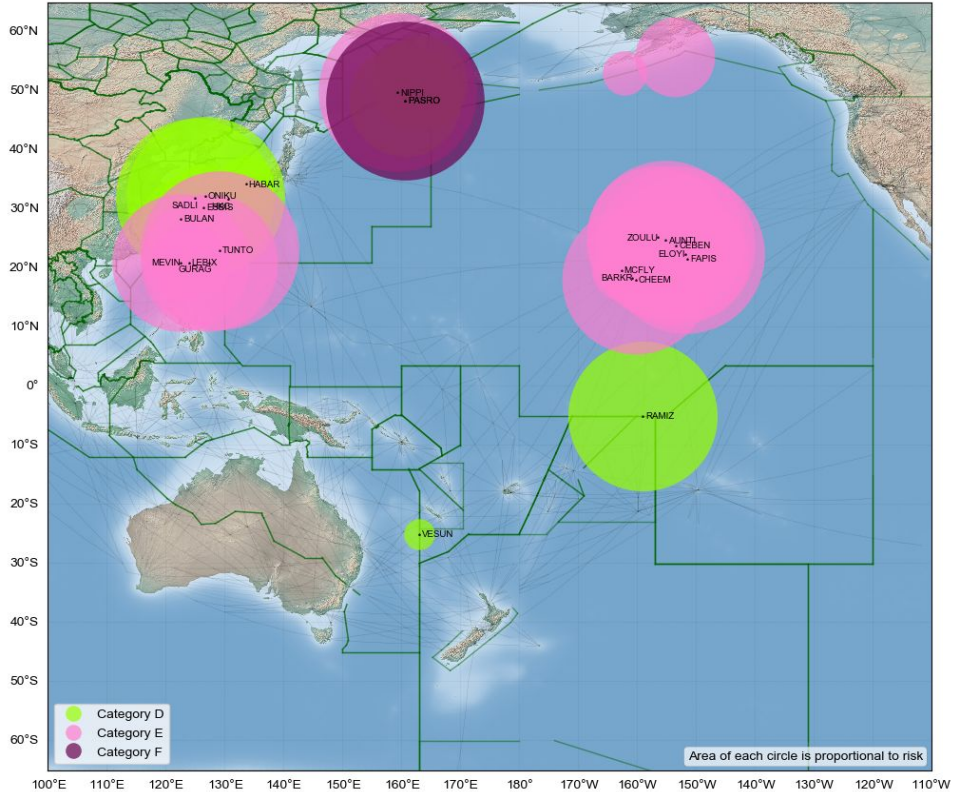 60°N
50°N
40°N
30°N
20°N
10°N
0°
10°S
20°S
30°S
40°S
50°S
60°S
NIPPI
PASRO
HABAR
ONIKU
SADLI
BULAN
TUNTO
MEVIN
LEBIX
GURAG
ZOULU
AUNTI
CEBEN
ELOYI
FAPIS
MCFLY
BARKR
CHEEM
RAMIZ
VESUN
Category D
Category E
Category F
Area of each circle is proportional to risk
100°E 110°E 120°E 130°E 140°E 150°E 160°E 170°E 170°W 160°W 150°W 140°W 130°W 120°W 110°W